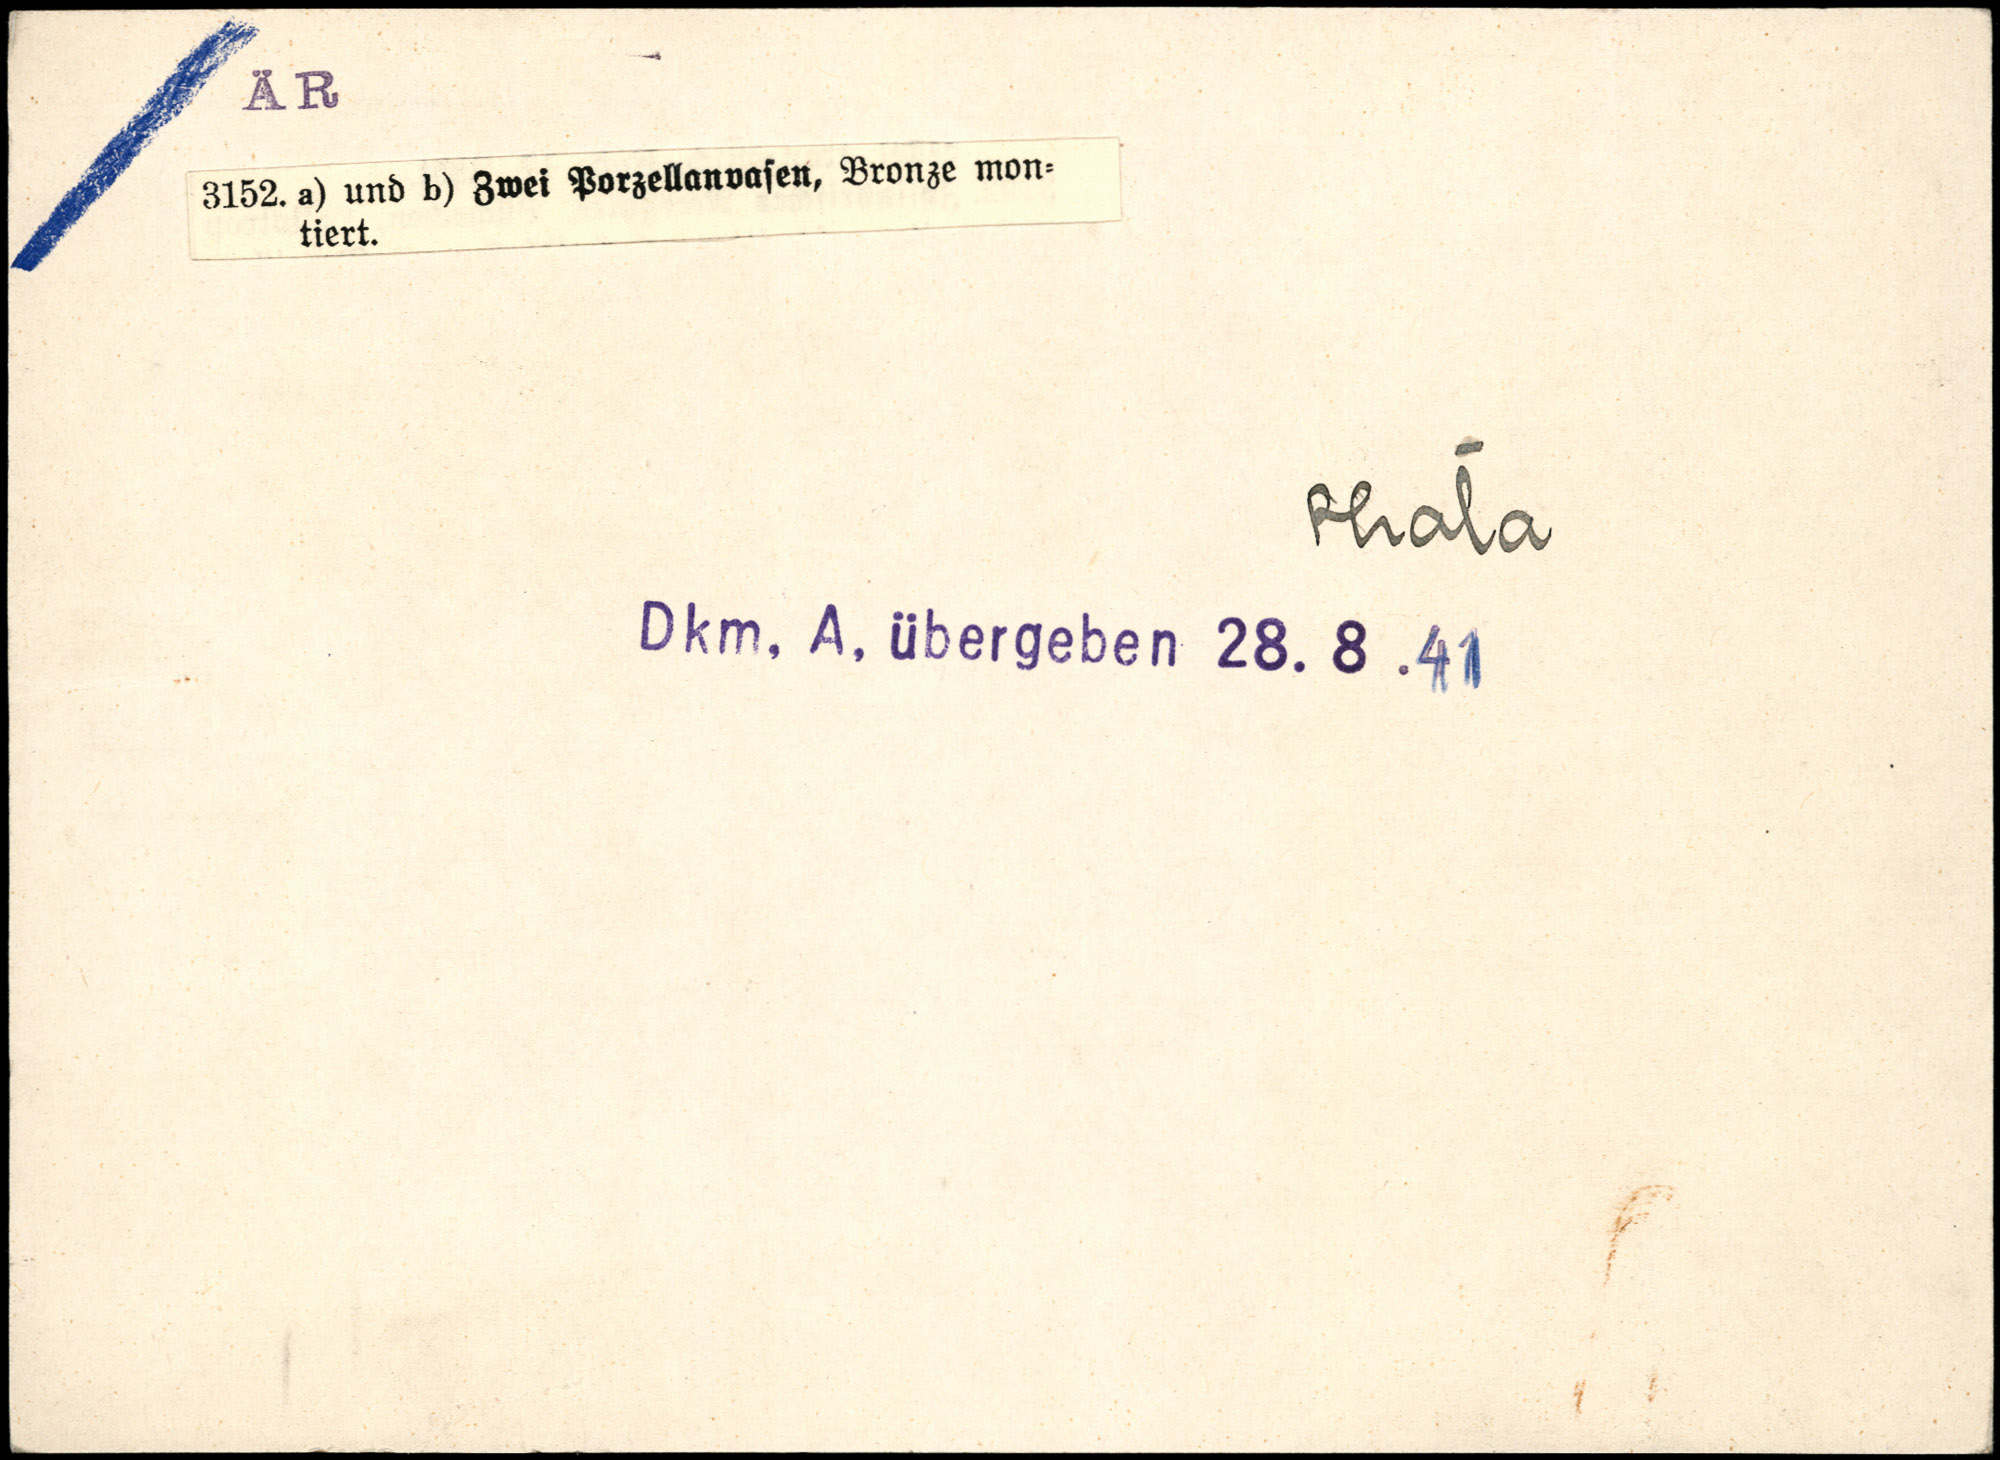 ÄR
3152. a) und b) Zwei Porzellanvasen, Bronze mon-
tiert.
Dkm. A. übergeben 28. 8 .41